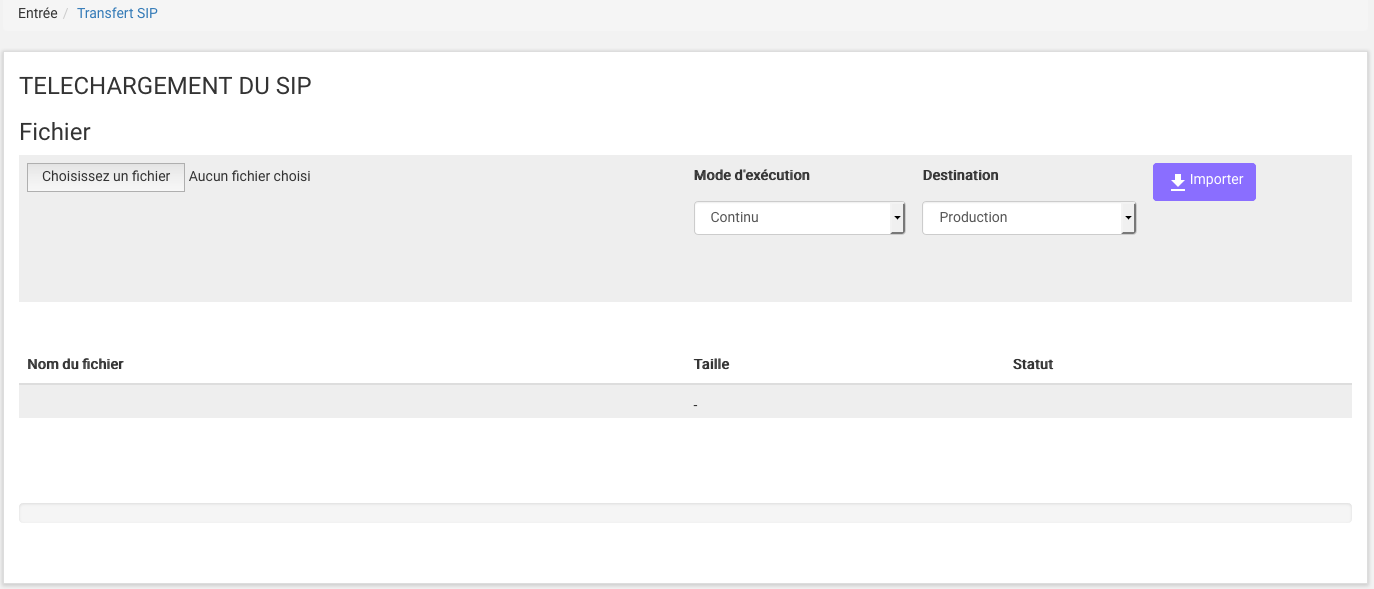 Entrée / Transfert SIP
TELECHARGEMENT DU SIP
Fichier
Choisissez un fichier Aucun fichier choisi
Mode d'exécution Destination Importer
Continu Production
Nom du fichier Taille Statut
-